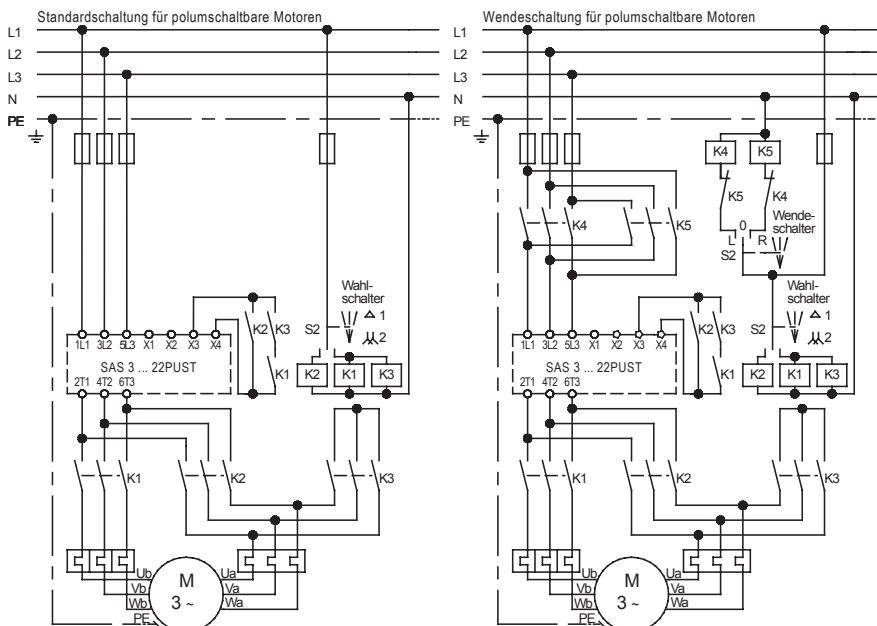 Standardschaltung für polumschaltbare Motoren
L1
L2
L3
N
PE
Wahl-
schalter
1
2
S2
K2 K3
K1
1L1 3L2 5L3 X1 X2 X3 X4
SAS 3 ... 22PUST
2T1 4T2 6T3
K2 K1 K3
K1 K2 K3
Ub Ua
Vb Va
Wb Wa
PE
M
3 ~
Wendeschaltung für polumschaltbare Motoren
L1
L2
L3
N
PE
K4 K5
K5 K4
K4 K5
0
L R
S2
Wende-
schalter
Wahl-
schalter
1
2
S2
K2 K3
K1
1L1 3L2 5L3 X1 X2 X3 X4
SAS 3 ... 22PUST
2T1 4T2 6T3
K2 K1 K3
K1 K2 K3
Ub Ua
Vb Va
Wb Wa
PE
M
3 ~